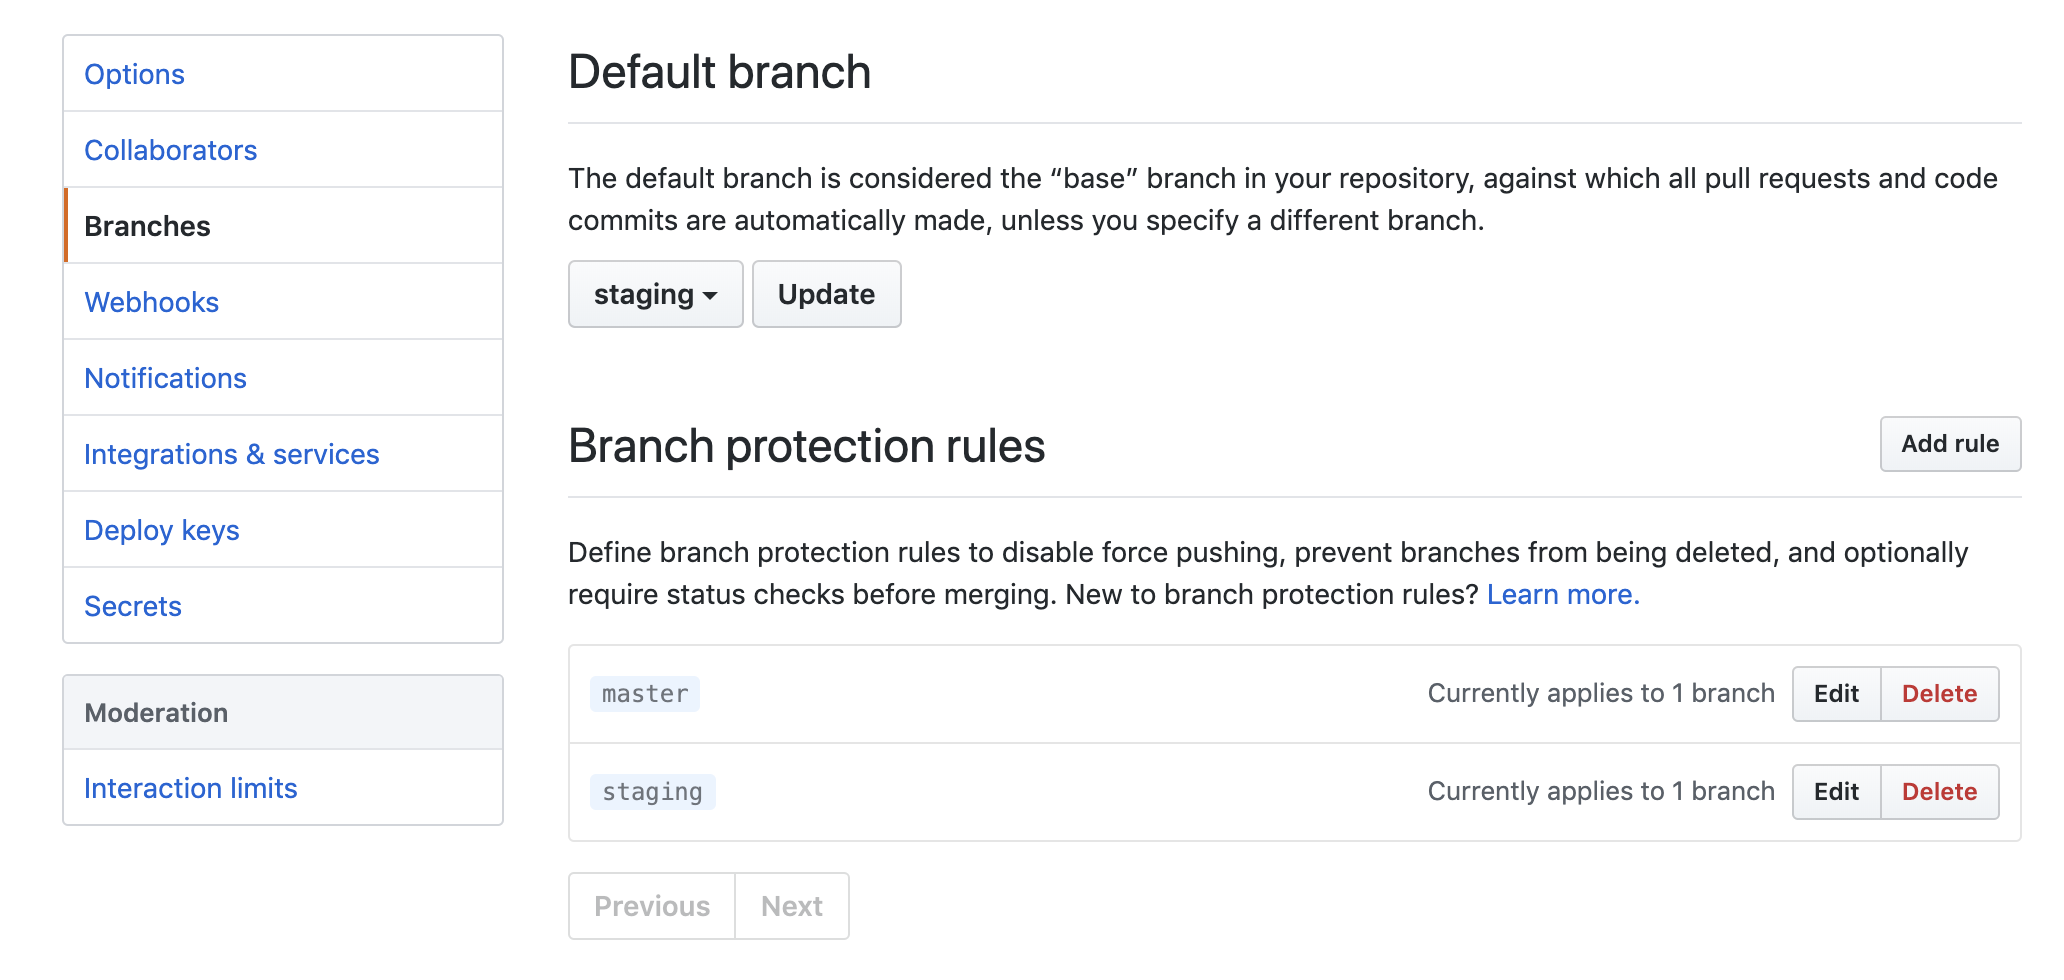 Options
Collaborators
Branches
Webhooks
Notifications
Integrations & services
Deploy keys
Secrets
Moderation
Interaction limits
Default branch
The default branch is considered the “base” branch in your repository, against which all pull requests and code
commits are automatically made, unless you specify a different branch.
staging Update
Branch protection rules Add rule
Define branch protection rules to disable force pushing, prevent branches from being deleted, and optionally
require status checks before merging. New to branch protection rules? Learn more.
master Currently applies to 1 branch Edit Delete
staging Currently applies to 1 branch Edit Delete
Previous Next